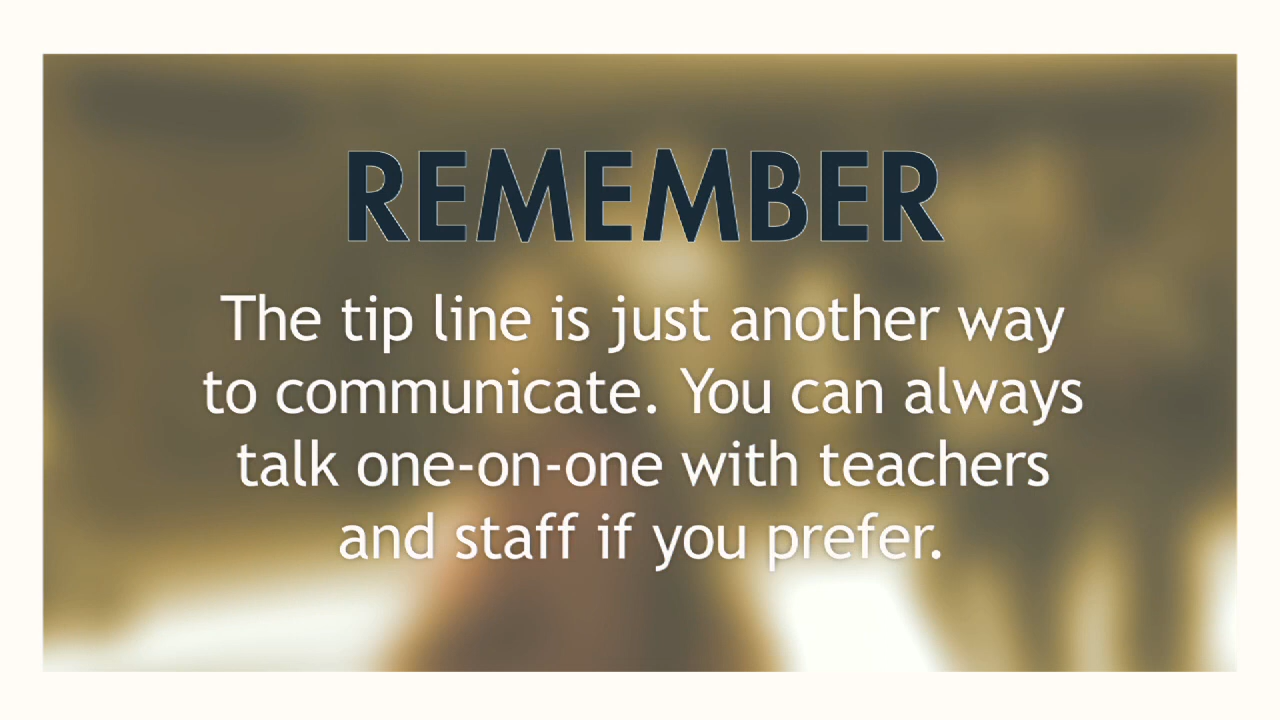 REMEMBER
The tip line is just another way
to communicate. You can always
talk one-on-one with teachers
and staff if you prefer.